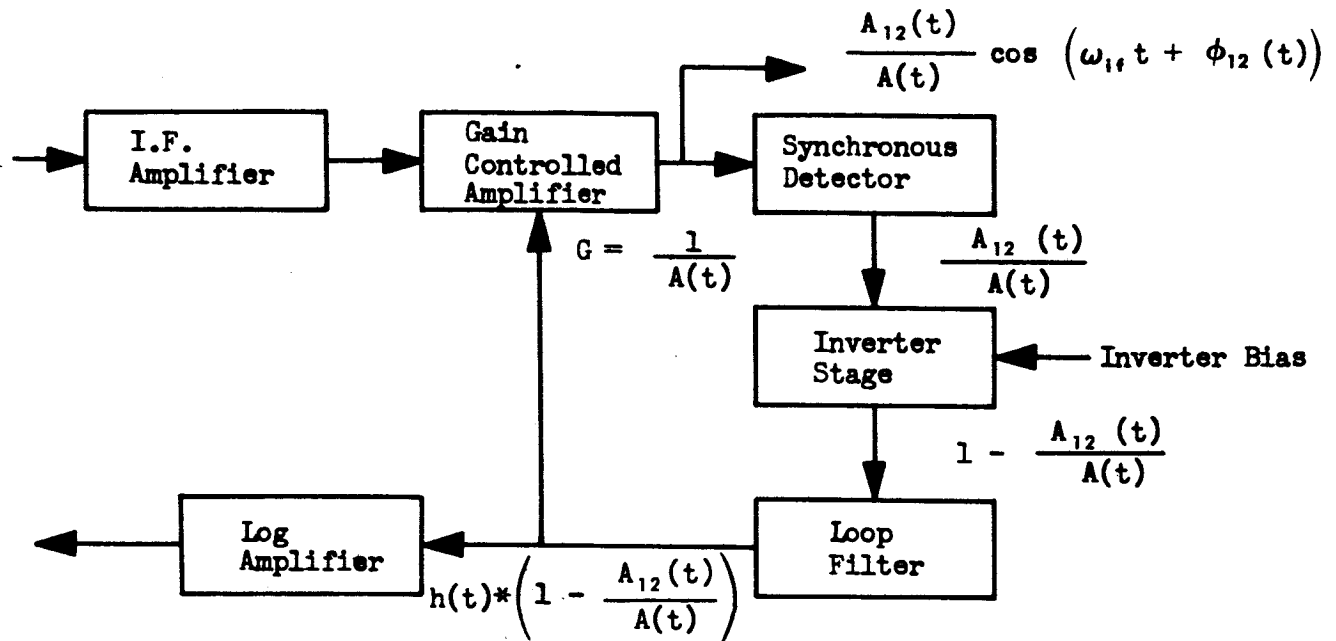 A₁₂(t)/A(t) cos (ω_if t + ϕ₁₂ (t))
I.F.
Amplifier
Gain
Controlled
Amplifier
Synchronous
Detector
G = 1/A(t)
A₁₂ (t)/A(t)
Inverter
Stage
Inverter Bias
1 - A₁₂ (t)/A(t)
Log
Amplifier
Loop
Filter
h(t)*(1 - A₁₂(t)/A(t))